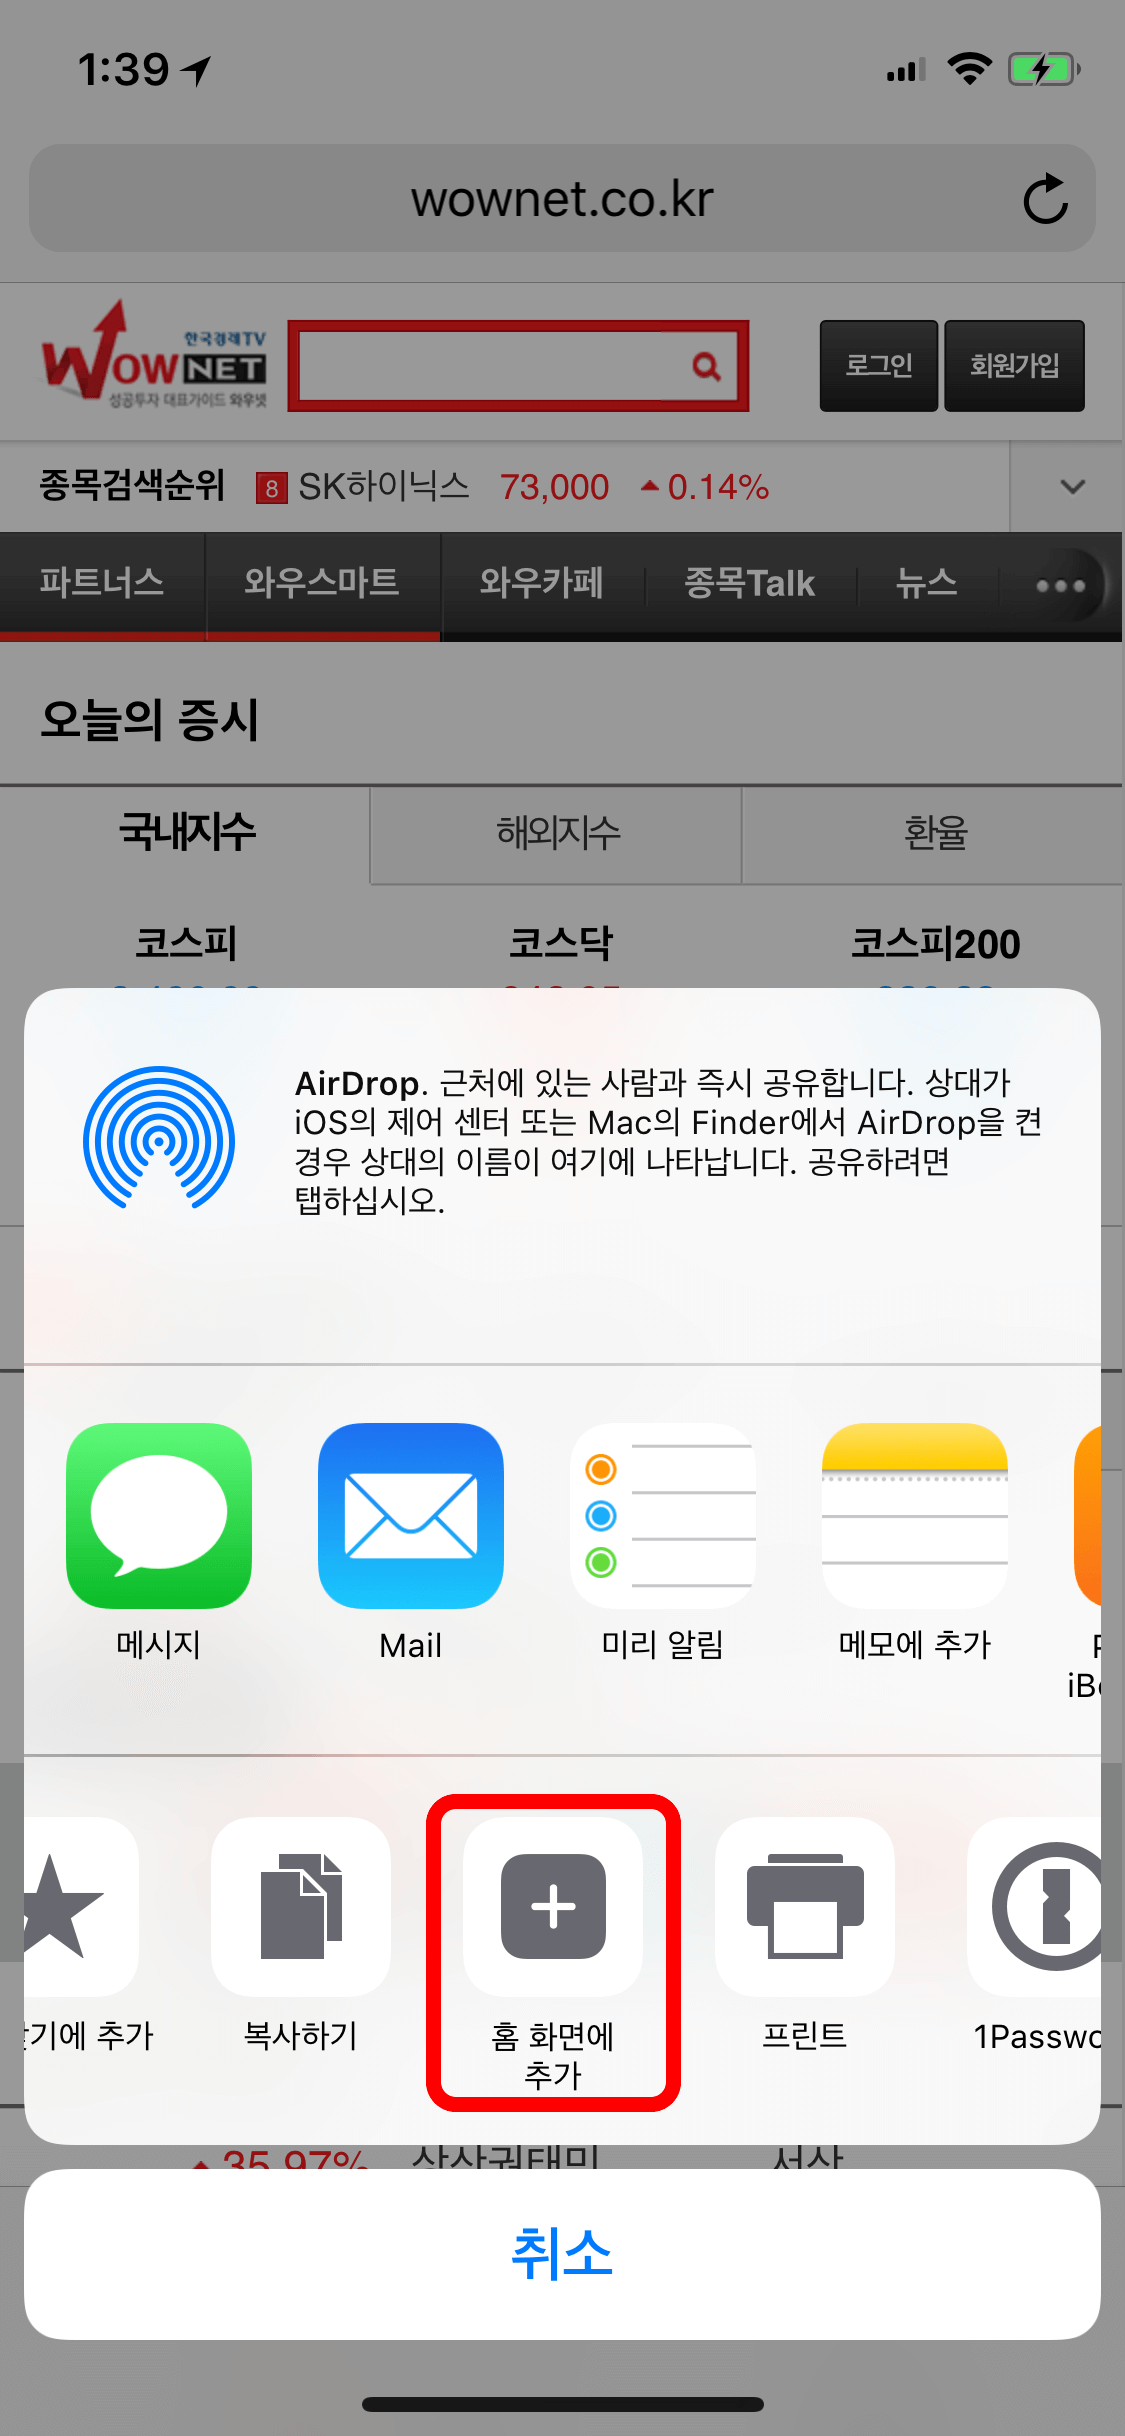 1:39
wownet.co.kr
한국경제TV
WOWNET
성공투자 대표가이드 와우넷
로그인
회원가입
종목검색순위 8 SK하이닉스 73,000 0.14%
파트너스 와우스마트 와우카페 종목Talk 뉴스
오늘의 증시
국내지수 해외지수 환율
코스피 코스닥 코스피200
AirDrop. 근처에 있는 사람과 즉시 공유합니다. 상대가
iOS의 제어 센터 또는 Mac의 Finder에서 AirDrop을 켠
경우 상대의 이름이 여기에 나타납니다. 공유하려면
탭하십시오.
메시지 Mail 미리 알림 메모에 추가
기에 추가 복사하기 홈 화면에
추가
프린트 1Passwo
35.97%
취소